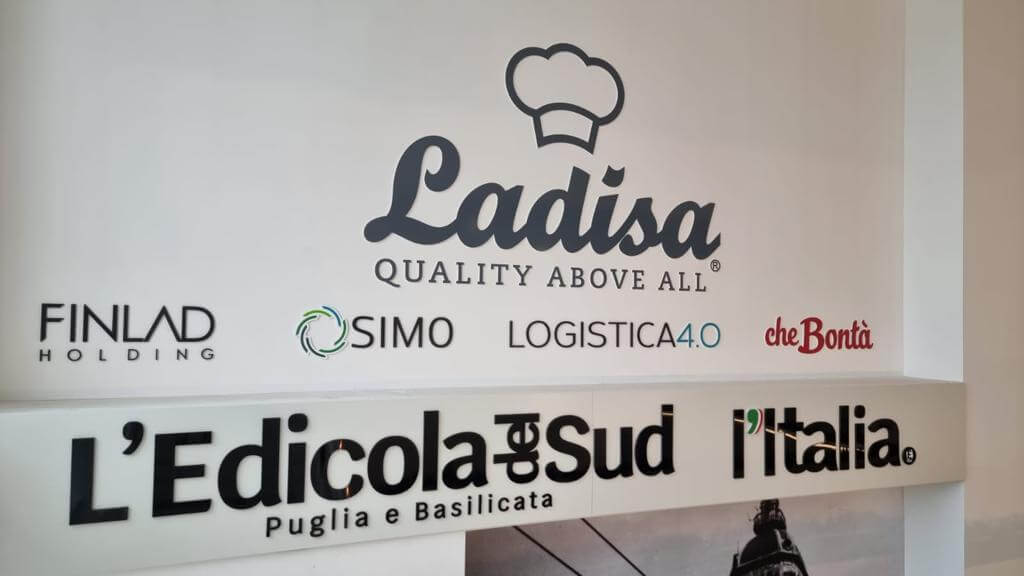 Ladisa
QUALITY ABOVE ALL®
FINLAD
HOLDING
SIMO
LOGISTICA4.0
che Bontà
L'Edicola del Sud
Puglia e Basilicata
l'Italia.